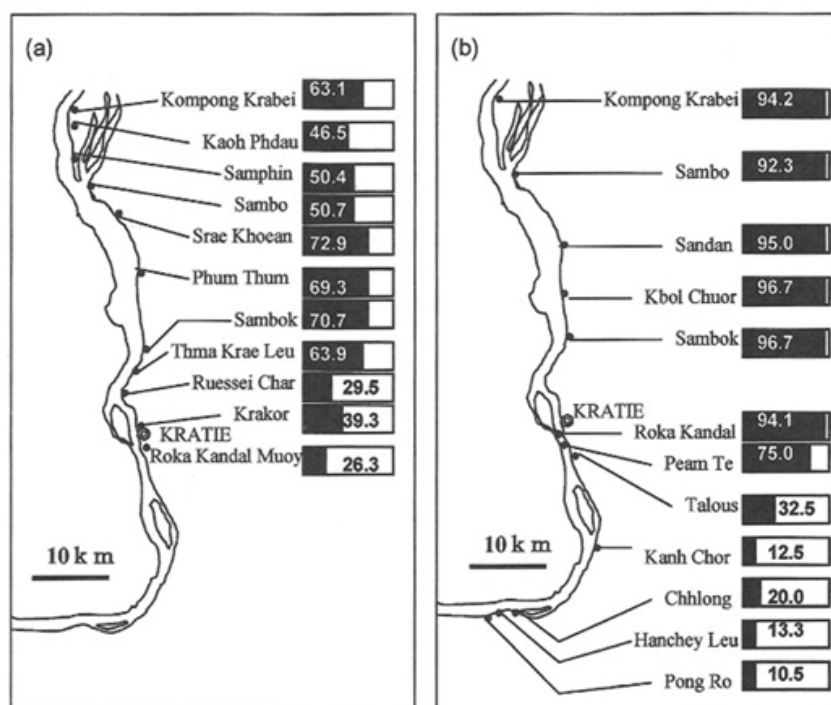 (a)
Kompong Krabei 63.1
Kaoh Phdau 46.5
Samphin 50.4
Sambo 50.7
Srae Khoean 72.9
Phum Thum 69.3
Sambok 70.7
Thma Krae Leu 63.9
Ruessei Char 29.5
Krakor 39.3
KRATIE
Roka Kandal Muoy 26.3
10 km
(b)
Kompong Krabei 94.2
Sambo 92.3
Sandan 95.0
Kbol Chuor 96.7
Sambok 96.7
KRATIE
Roka Kandal 94.1
Peam Te 75.0
Talous 32.5
10 km
Kanh Chor 12.5
Chhlong 20.0
Hanchey Leu 13.3
Pong Ro 10.5